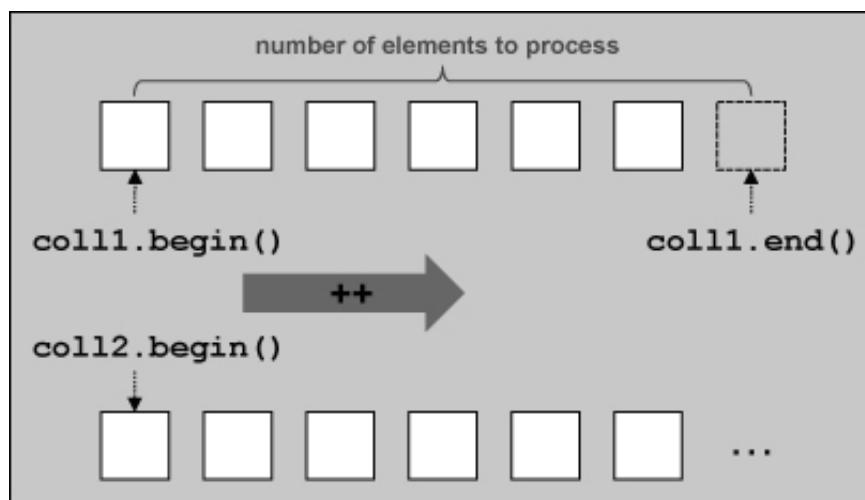 number of elements to process
coll1.begin()
coll1.end()
++
coll2.begin()
...